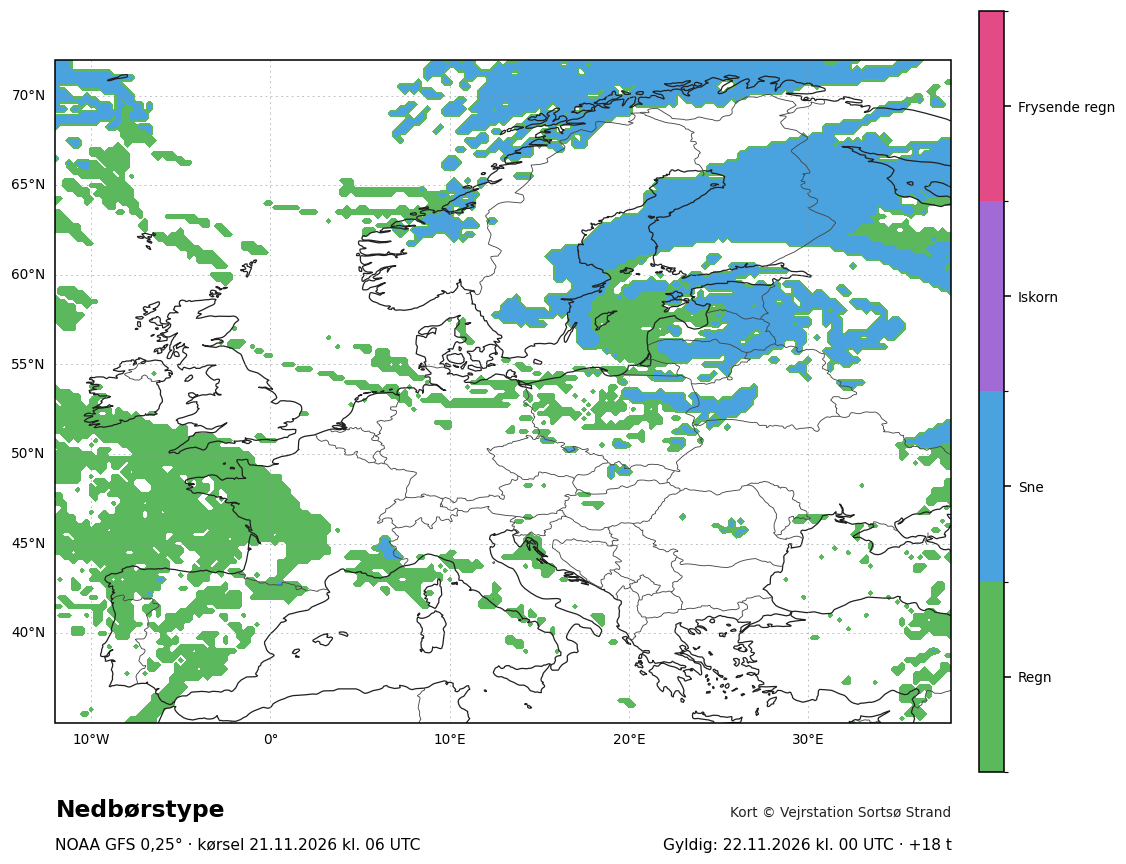 70°N
65°N
60°N
55°N
50°N
45°N
40°N
10°W
0°
10°E
20°E
30°E
Frysende regn
Iskorn
Sne
Regn
Nedbørstype
Kort © Vejrstation Sortsø Strand
NOAA GFS 0,25° · kørsel 21.11.2026 kl. 06 UTC
Gyldig: 22.11.2026 kl. 00 UTC · +18 t